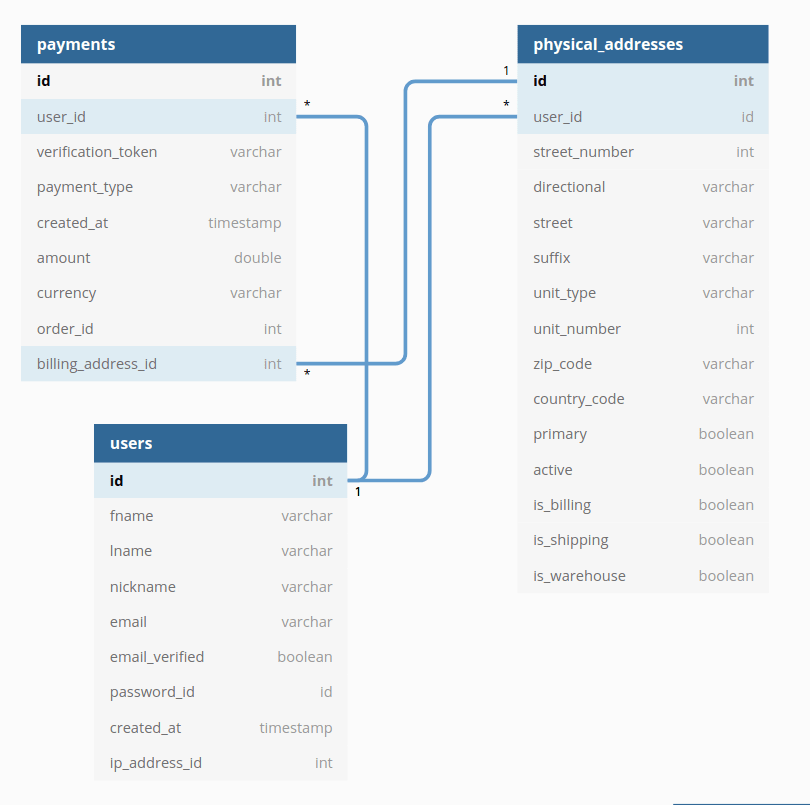 payments
id int
user_id int
verification_token varchar
payment_type varchar
created_at timestamp
amount double
currency varchar
order_id int
billing_address_id int
*
*
users
id int
fname varchar
lname varchar
nickname varchar
email varchar
email_verified boolean
password_id id
created_at timestamp
ip_address_id int
1
1
*
physical_addresses
id int
user_id id
street_number int
directional varchar
street varchar
suffix varchar
unit_type varchar
unit_number int
zip_code varchar
country_code varchar
primary boolean
active boolean
is_billing boolean
is_shipping boolean
is_warehouse boolean